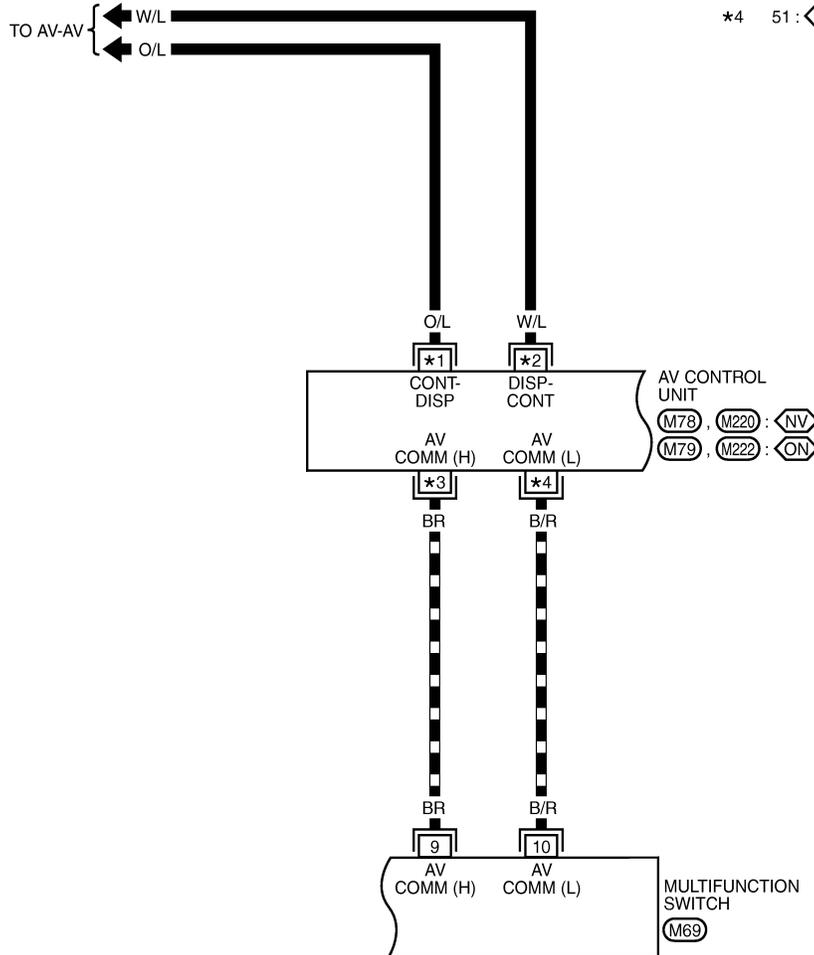 W/L
TO AV-AV
O/L
*4 51 :
O/L W/L
*1 *2
CONT-
DISP
DISP-
CONT
AV CONTROL
UNIT
M78 , M220 : NV
M79 , M222 : ON
AV
COMM (H)
AV
COMM (L)
*3 *4
BR B/R
BR B/R
9 10
AV
COMM (H)
AV
COMM (L)
MULTIFUNCTION
SWITCH
M69